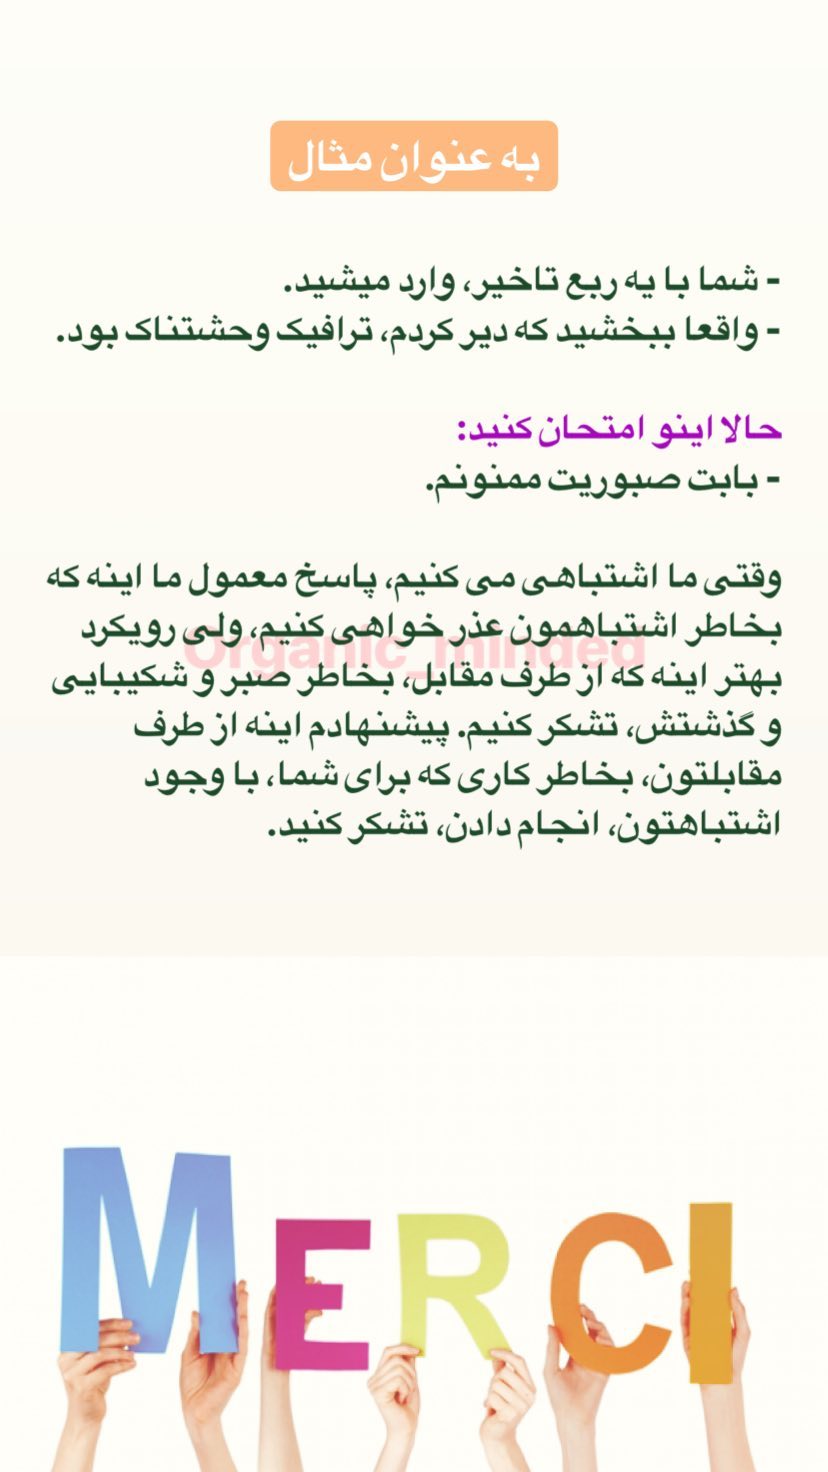 به عنوان مثال
- شما با یه ربع تاخیر، وارد میشید.
- واقعا ببخشید که دیر کردم، ترافیک وحشتناک بود.
حالا اینو امتحان کنید:
- بابت صبوریت ممنونم.
وقتی ما اشتباهی می کنیم، پاسخ معمول ما اینه که
بخاطر اشتباهمون عذر خواهی کنیم، ولی رویکرد
Organic_minded
بهتر اینه که از طرف مقابل، بخاطر صبر و شکیبایی
و گذشتش، تشکر کنیم. پیشنهادم اینه از طرف
مقابلتون، بخاطر کاری که برای شما، با وجود
اشتباهتون، انجام دادن، تشکر کنید.
MERCI